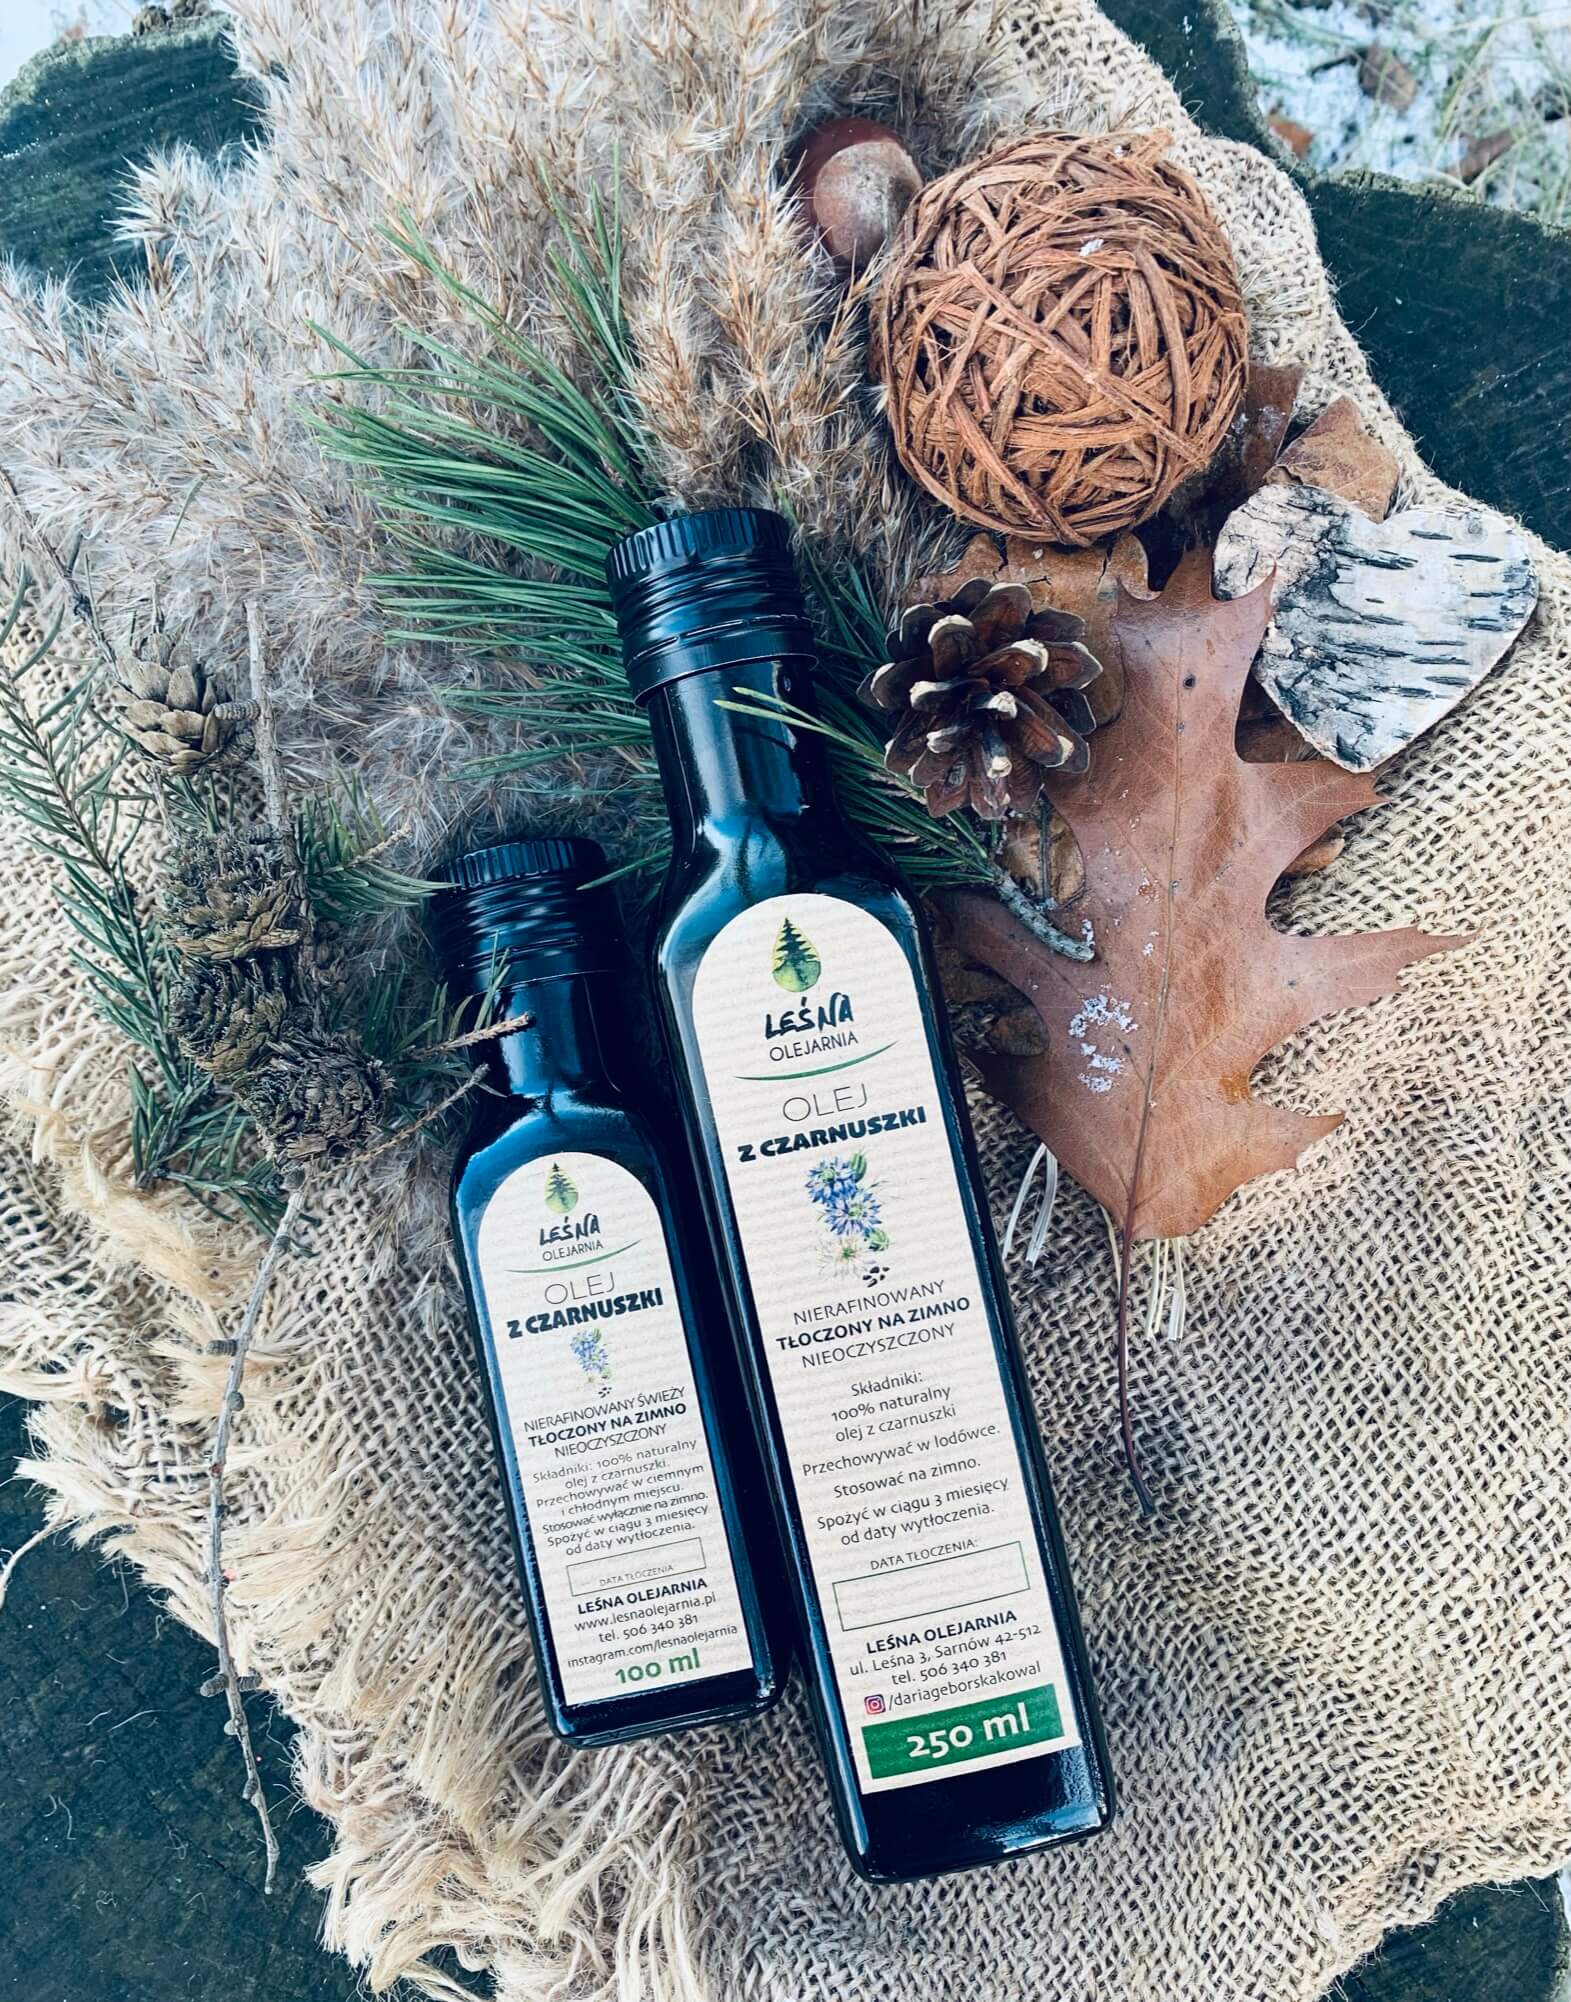 LEŚNA
OLEJARNIA
OLEJ
Z CZARNUSZKI
NIERAFINOWANY ŚWIEŻY
TŁOCZONY NA ZIMNO
NIEOCZYSZCZONY
Składniki: 100% naturalny
olej z czarnuszki.
Przechowywać w ciemnym
i chłodnym miejscu.
Stosować wyłącznie na zimno.
Spożyć w ciągu 3 miesięcy
od daty wytłoczenia.
DATA TŁOCZENIA
LEŚNA OLEJARNIA
www.lesnaolejarnia.pl
tel. 506 340 381
instagram.com/lesnaolejarnia
100 ml
LEŚNA
OLEJARNIA
OLEJ
Z CZARNUSZKI
NIERAFINOWANY
TŁOCZONY NA ZIMNO
NIEOCZYSZCZONY
Składniki:
100% naturalny
olej z czarnuszki
Przechowywać w lodówce.
Stosować na zimno.
Spożyć w ciągu 3 miesięcy
od daty wytłoczenia.
DATA TŁOCZENIA:
LEŚNA OLEJARNIA
ul. Leśna 3, Sarnów 42-512
tel. 506 340 381
/dariageborskakowal
250 ml